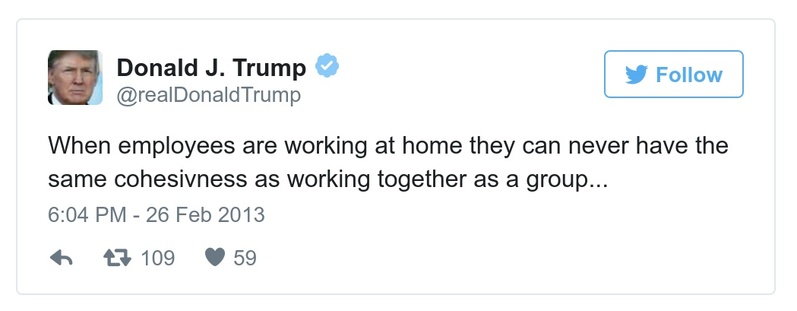 Donald J. Trump
@realDonaldTrump
Follow
When employees are working at home they can never have the
same cohesivness as working together as a group...
6:04 PM - 26 Feb 2013
109 59